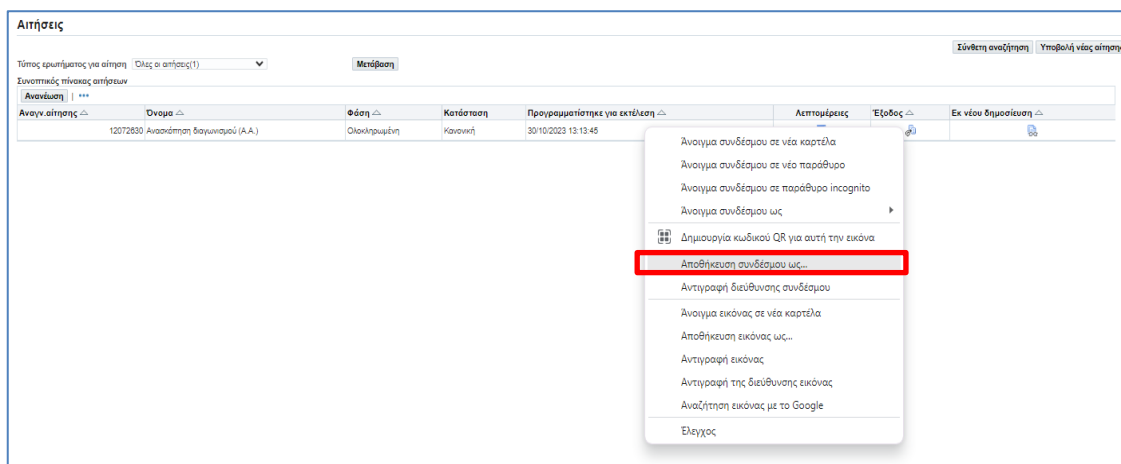 Αιτήσεις
Σύνθετη αναζήτηση Υποβολή νέας αίτησης
Τύπος ερωτήματος για αίτηση Όλες οι αιτήσεις(1) Μετάβαση
Συνοπτικός πίνακας αιτήσεων
Ανανέωση | •••
Αναγν.αίτησης Όνομα Φάση Κατάσταση Προγραμματίστηκε για εκτέλεση Λεπτομέρειες Έξοδος Εκ νέου δημοσίευση
12072630 Ανασκόπηση διαγωνισμού (Α.Α.) Ολοκληρωμένη Κανονική 30/10/2023 13:13:45
Άνοιγμα συνδέσμου σε νέα καρτέλα
Άνοιγμα συνδέσμου σε νέο παράθυρο
Άνοιγμα συνδέσμου σε παράθυρο incognito
Άνοιγμα συνδέσμου ως
Δημιουργία κωδικού QR για αυτή την εικόνα
Αποθήκευση συνδέσμου ως...
Αντιγραφή διεύθυνσης συνδέσμου
Άνοιγμα εικόνας σε νέα καρτέλα
Αποθήκευση εικόνας ως...
Αντιγραφή εικόνας
Αντιγραφή της διεύθυνσης εικόνας
Αναζήτηση εικόνας με το Google
Έλεγχος